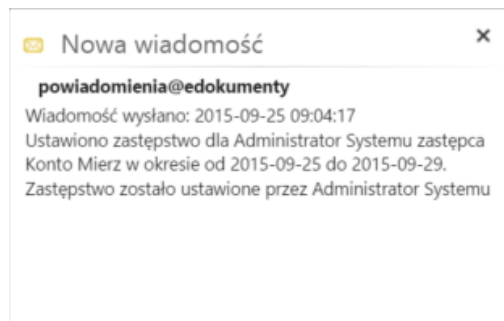 Nowa wiadomość
powiadomienia@edokumenty
Wiadomość wysłano: 2015-09-25 09:04:17
Ustawiono zastępstwo dla Administrator Systemu zastępca
Konto Mierz w okresie od 2015-09-25 do 2015-09-29.
Zastępstwo zostało ustawione przez Administrator Systemu